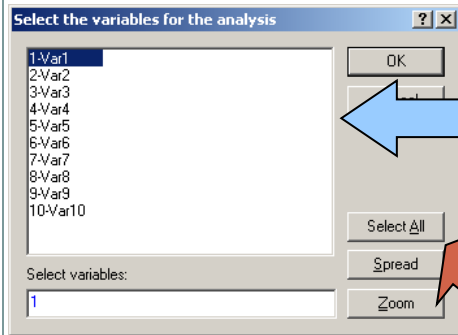 Select the variables for the analysis
1-Var1
2-Var2
3-Var3
4-Var4
5-Var5
6-Var6
7-Var7
8-Var8
9-Var9
10-Var10
OK
Select All
Spread
Zoom
Select variables:
1